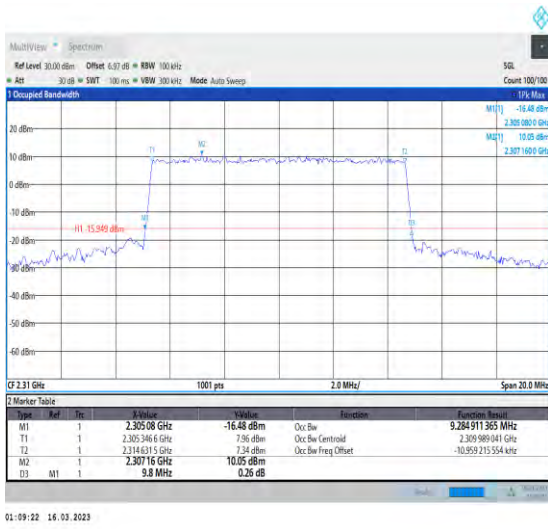 MultiView Spectrum
Ref Level 30.00 dBm Offset 6.97 dB RBW 100 kHz SGL
Att 30 dB SWT 100 ms VBW 300 kHz Mode Auto Sweep Count 100/100
1 Occupied Bandwidth 1Pk Max
M1[1] -16.48 dBm
2.305 080 0 GHz
M2[1] 10.05 dBm
2.307 160 0 GHz
20 dBm
T1 M2 T2
10 dBm
0 dBm
-10 dBm
M1
H1 -15.949 dBm
-20 dBm
-30 dBm
-40 dBm
-50 dBm
-60 dBm
CF 2.31 GHz 1001 pts 2.0 MHz/ Span 20.0 MHz
2 Marker Table
Type Ref Trc X-Value Y-Value Function Function Result
M1 1 2.305 08 GHz -16.48 dBm Occ Bw 9.284 911 365 MHz
T1 1 2.305 346 6 GHz 7.96 dBm Occ Bw Centroid 2.309 989 041 GHz
T2 1 2.314 631 5 GHz 7.34 dBm Occ Bw Freq Offset -10.959 215 554 kHz
M2 1 2.307 16 GHz 10.05 dBm
D3 M1 1 9.8 MHz 0.26 dB
01:09:22 16.03.2023